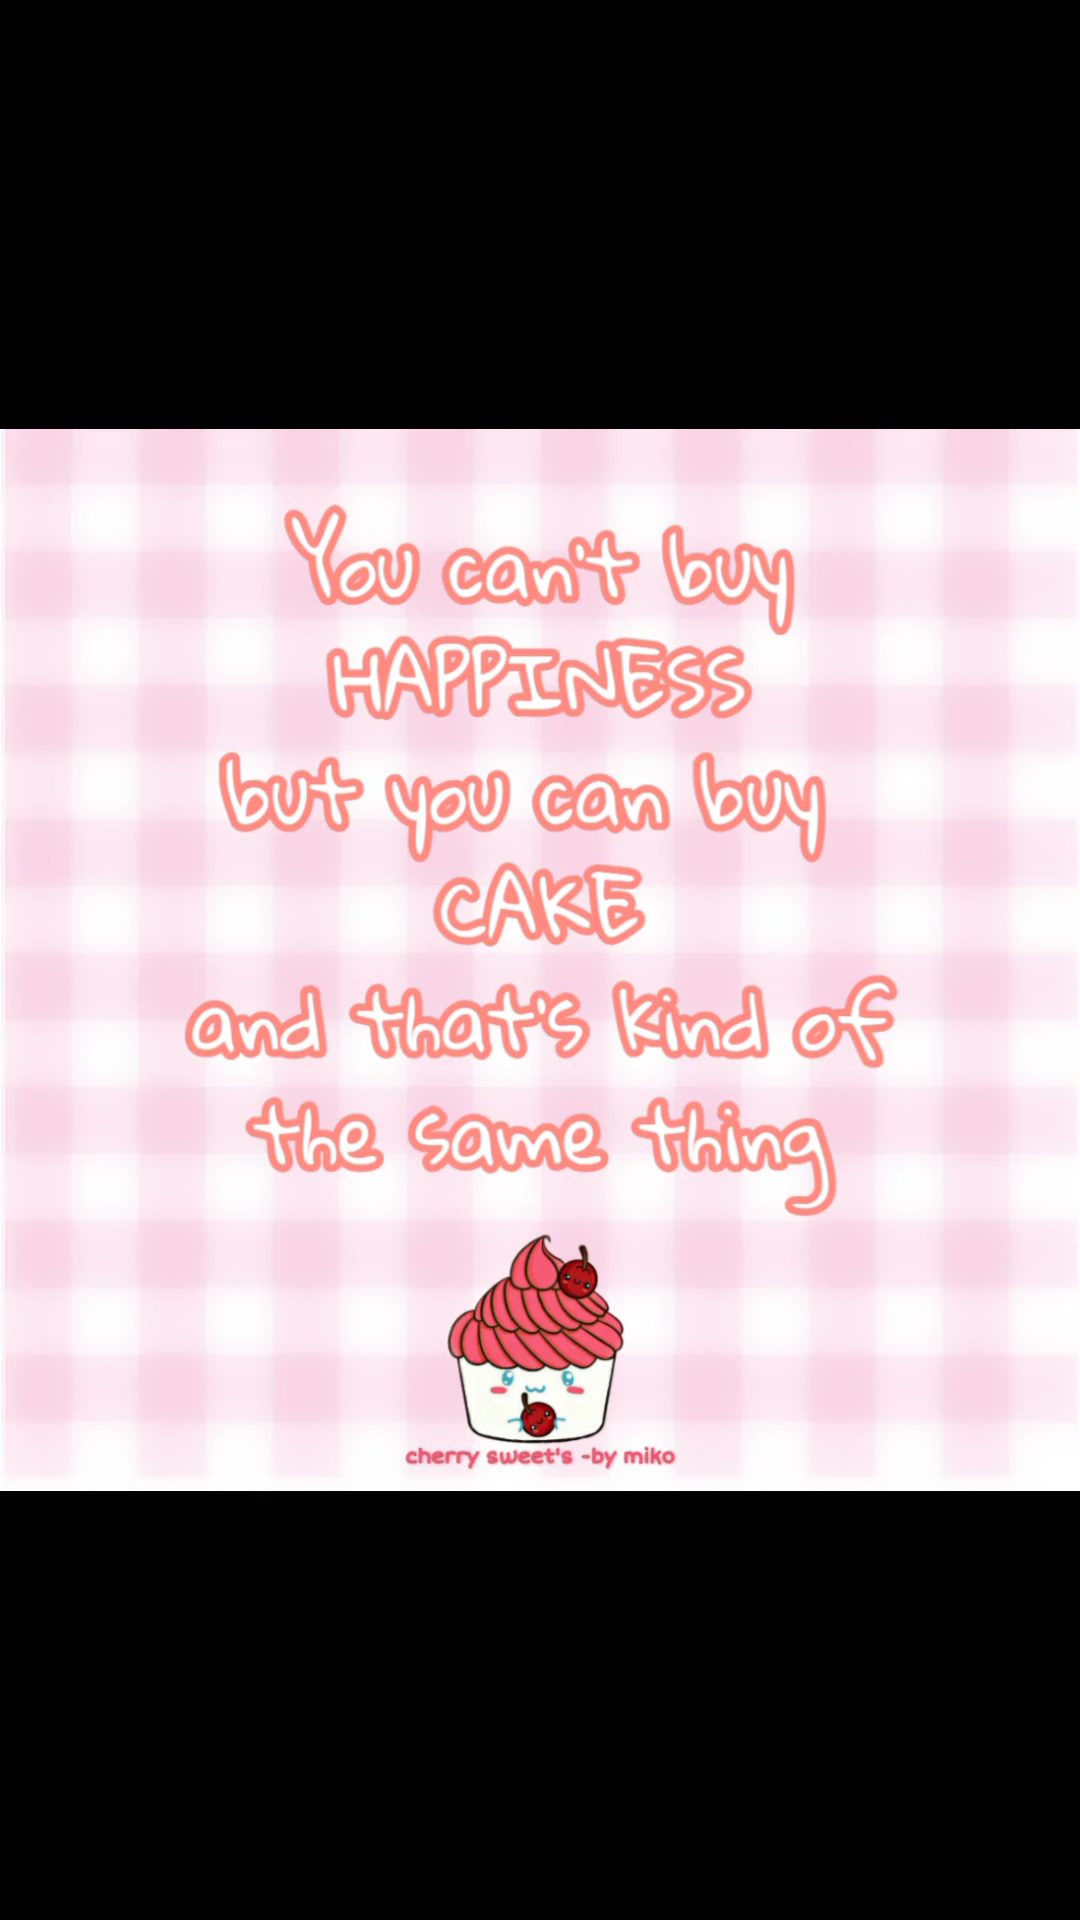 You can't buy
HAPPINESS
but you can buy
CAKE
and that's kind of
the same thing
cherry sweet's -by miko